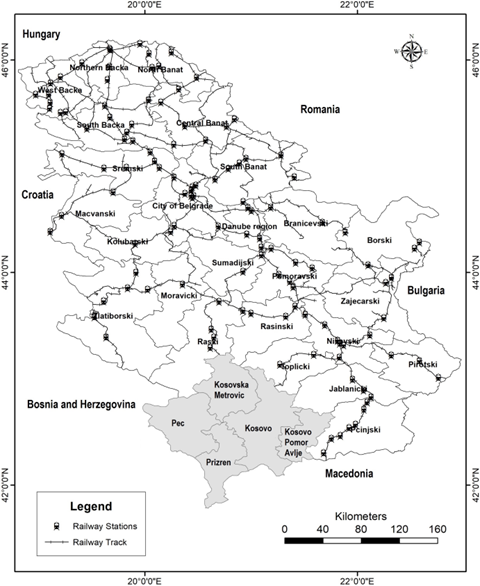 20°0'0"E 22°0'0"E
Hungary
N
W E
S
46°0'0"N 46°0'0"N
Northern Backa
North Banat
West Backe
Romania
South Backa
Central Banat
Sremski
South Banat
Croatia
City of Belgrade
Macvanski
Danube region
Branicevski
Kolubarski
Borski
Sumadijski
44°0'0"N 44°0'0"N
Pomoravski
Bulgaria
Moravicki
Zajecarski
Zlatiborski
Rasinski
Raski
Nisavski
Toplicki
Pirotski
Kosovska
Metrovic
Jablanicki
Bosnia and Herzegovina
Pec
Kosovo
Kosovo
Pomor
Avlje
Pcinjski
Prizren
Macedonia
42°0'0"N 42°0'0"N
Legend
Railway Stations
Railway Track
Kilometers
0 40 80 120 160
20°0'0"E 22°0'0"E